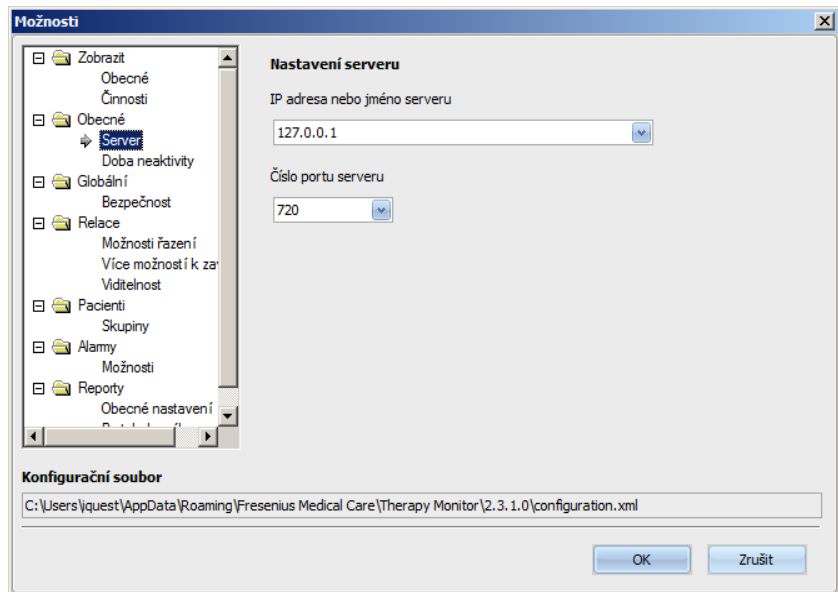 Možnosti
Zobrazit
Obecné
Činnosti
Obecné
Server
Doba neaktivity
Globální
Bezpečnost
Relace
Možnosti řazení
Více možností k za
Viditelnost
Pacienti
Skupiny
Alarmy
Možnosti
Reporty
Obecné nastavení
Nastavení serveru
IP adresa nebo jméno serveru
127.0.0.1
Číslo portu serveru
720
Konfigurační soubor
C:\Users\iquest\AppData\Roaming\Fresenius Medical Care\Therapy Monitor\2.3.1.0\configuration.xml
OK
Zrušit